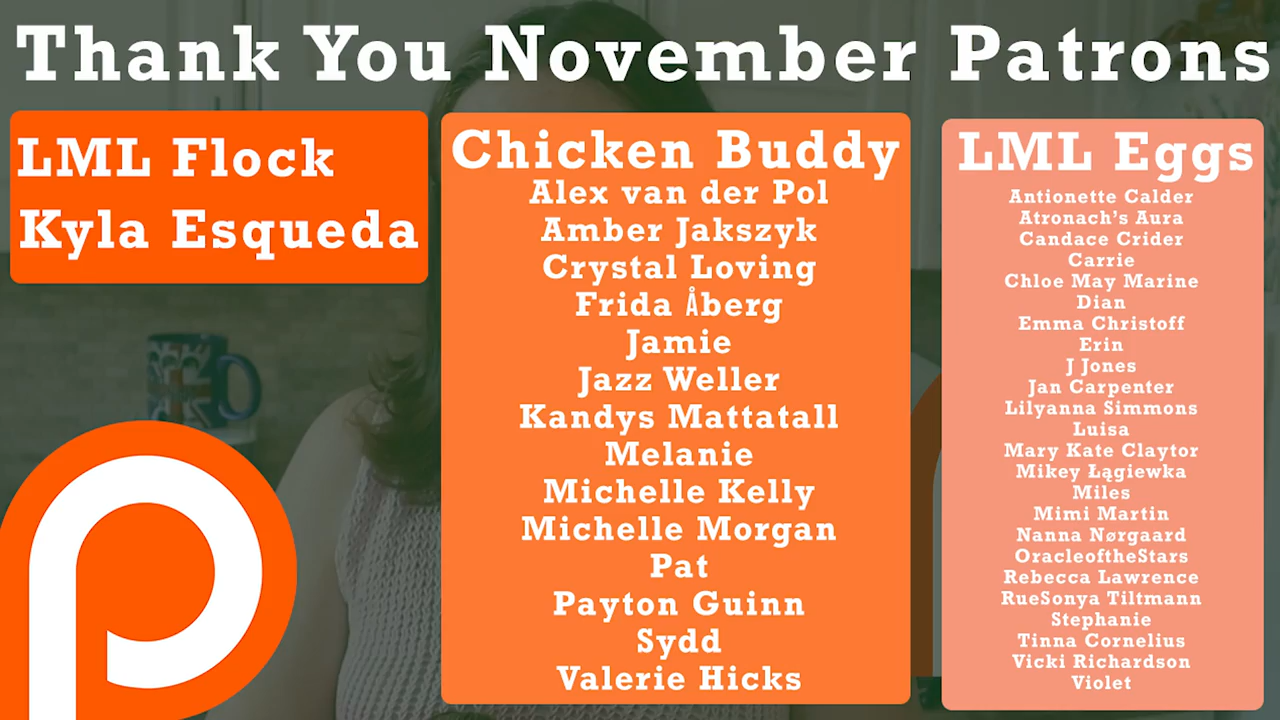 Thank You November Patrons
LML Flock
Kyla Esqueda
Chicken Buddy
Alex van der Pol
Amber Jakszyk
Crystal Loving
Frida Åberg
Jamie
Jazz Weller
Kandys Mattatall
Melanie
Michelle Kelly
Michelle Morgan
Pat
Payton Guinn
Sydd
Valerie Hicks
LML Eggs
Antionette Calder
Atronach's Aura
Candace Crider
Carrie
Chloe May Marine
Dian
Emma Christoff
Erin
J Jones
Jan Carpenter
Lilyanna Simmons
Luisa
Mary Kate Claytor
Mikey Łągiewka
Miles
Mimi Martin
Nanna Nørgaard
OracleoftheStars
Rebecca Lawrence
RueSonya Tiltmann
Stephanie
Tinna Cornelius
Vicki Richardson
Violet